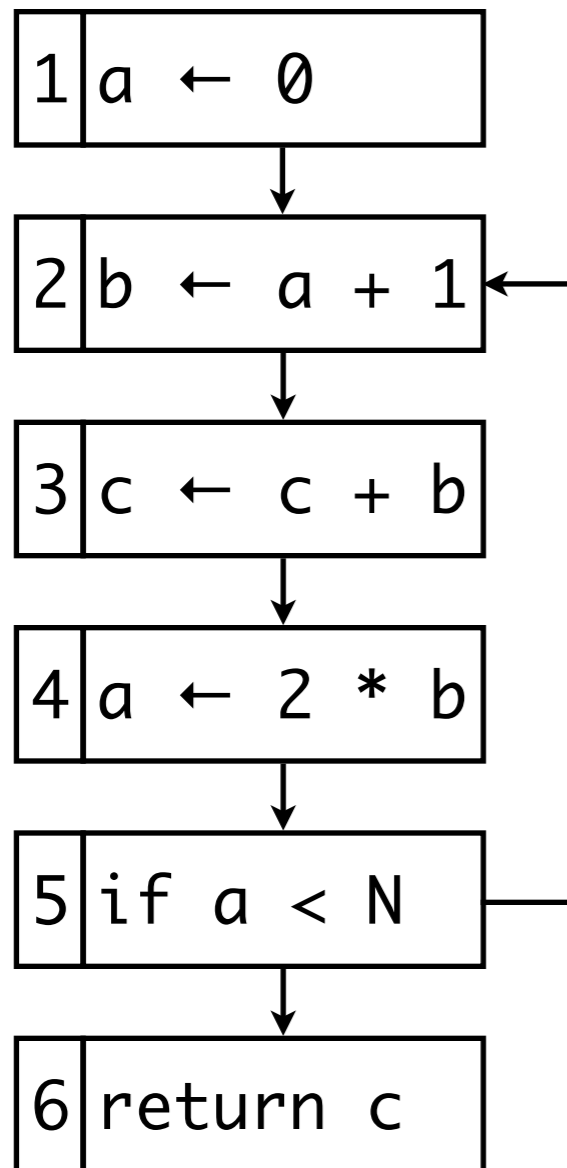 1 a ← 0
2 b ← a + 1
3 c ← c + b
4 a ← 2 * b
5 if a < N
6 return c